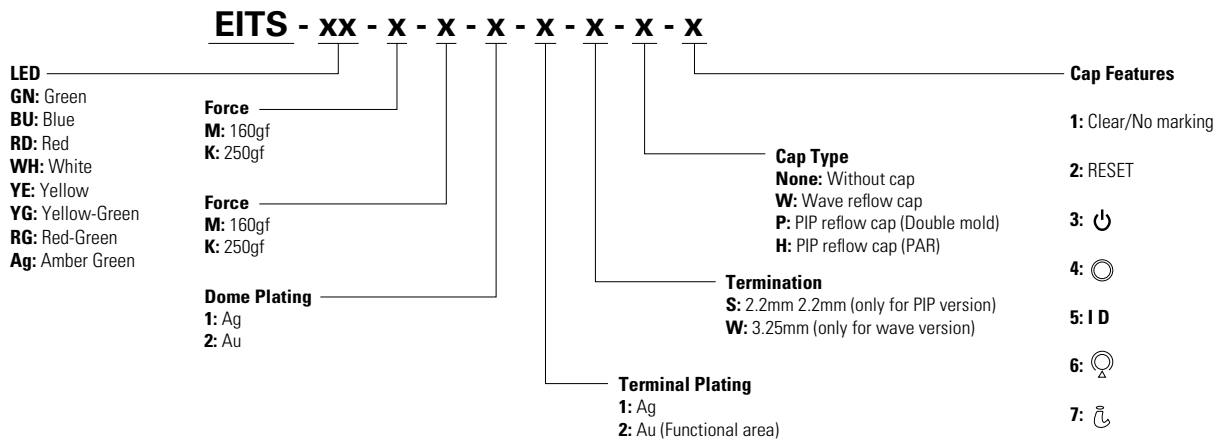 EITS - xx - x - x - x - x - x - x - x
LED
GN: Green
BU: Blue
RD: Red
WH: White
YE: Yellow
YG: Yellow-Green
RG: Red-Green
Ag: Amber Green
Force
M: 160gf
K: 250gf
Force
M: 160gf
K: 250gf
Dome Plating
1: Ag
2: Au
Terminal Plating
1: Ag
2: Au (Functional area)
Termination
S: 2.2mm 2.2mm (only for PIP version)
W: 3.25mm (only for wave version)
Cap Type
None: Without cap
W: Wave reflow cap
P: PIP reflow cap (Double mold)
H: PIP reflow cap (PAR)
Cap Features
1: Clear/No marking
2: RESET
3:
4:
5: I D
6:
7: